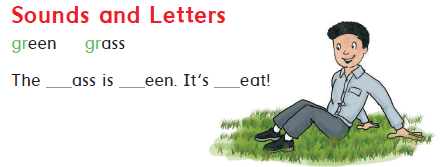 Sounds and Letters
green grass
The ___ass is ___een. It's ___eat!